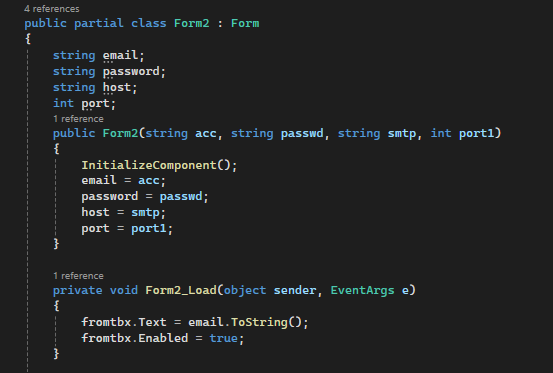 4 references
public partial class Form2 : Form
{
string email;
string password;
string host;
int port;
1 reference
public Form2(string acc, string passwd, string smtp, int port1)
{
InitializeComponent();
email = acc;
password = passwd;
host = smtp;
port = port1;
}
1 reference
private void Form2_Load(object sender, EventArgs e)
{
fromtbx.Text = email.ToString();
fromtbx.Enabled = true;
}